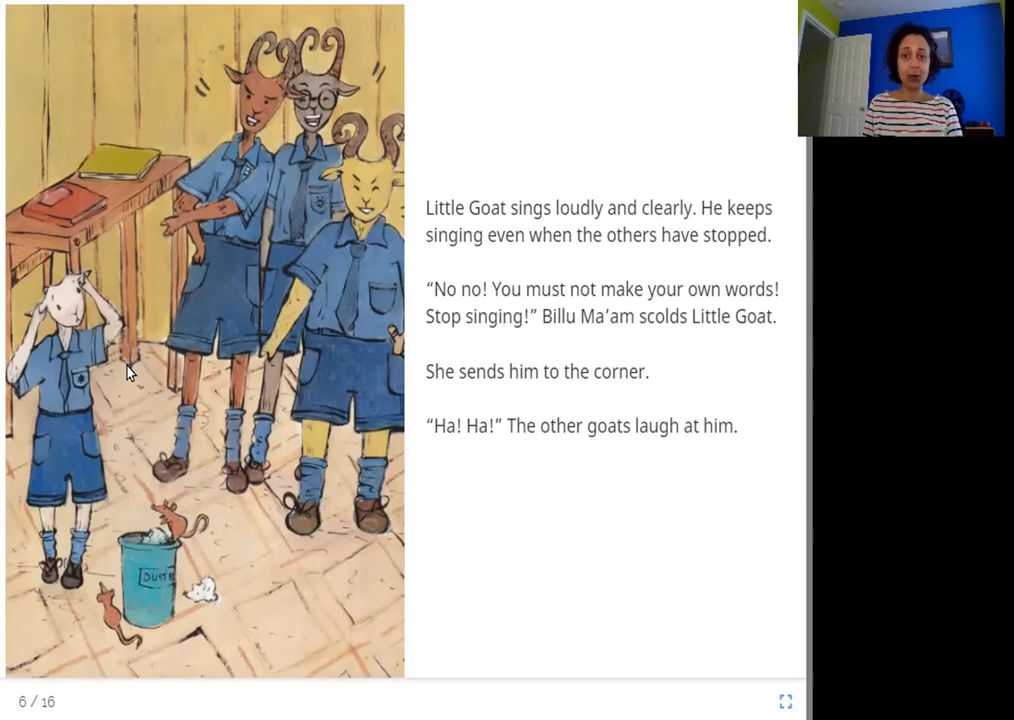 Little Goat sings loudly and clearly. He keeps
singing even when the others have stopped.
“No no! You must not make your own words!
Stop singing!” Billu Ma’am scolds Little Goat.
She sends him to the corner.
“Ha! Ha!” The other goats laugh at him.
DUST
6 / 16